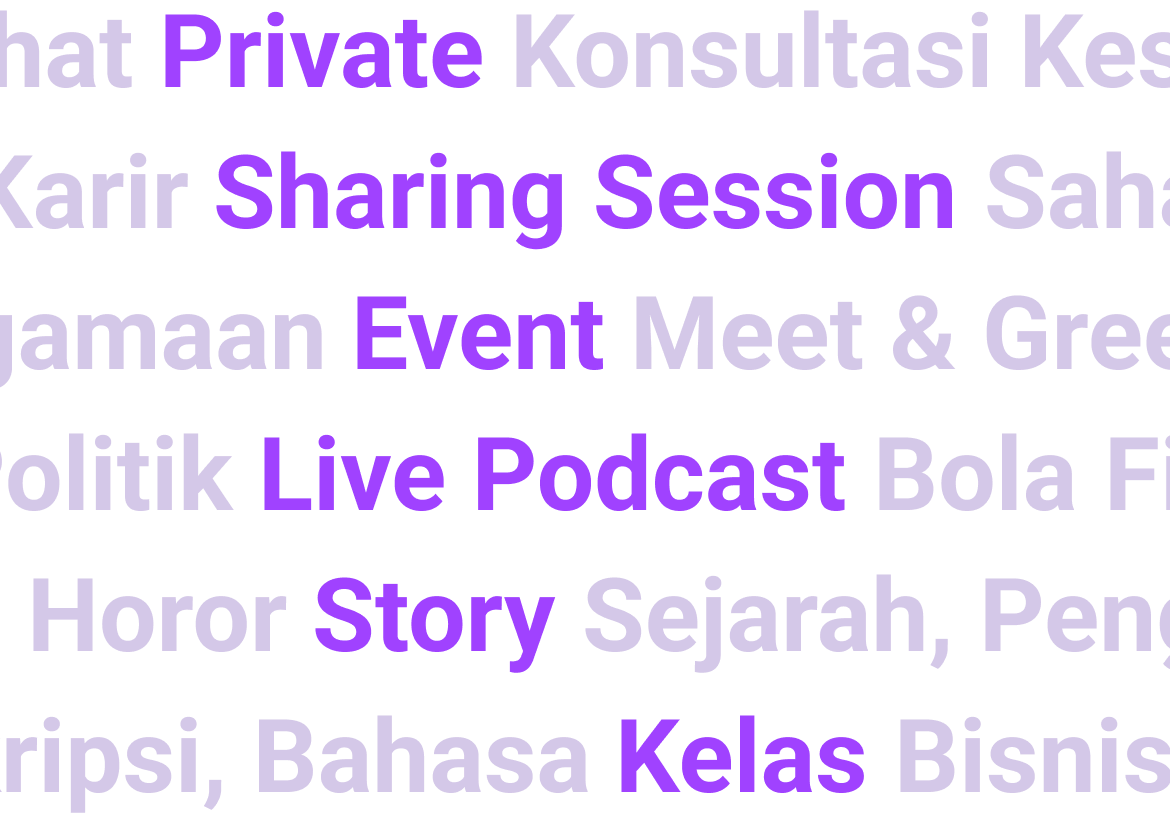 hat Private Konsultasi Kes
Karir Sharing Session Saha
gamaan Event Meet & Gree
Politik Live Podcast Bola Fi
Horor Story Sejarah, Peng
ripsi, Bahasa Kelas Bisnis